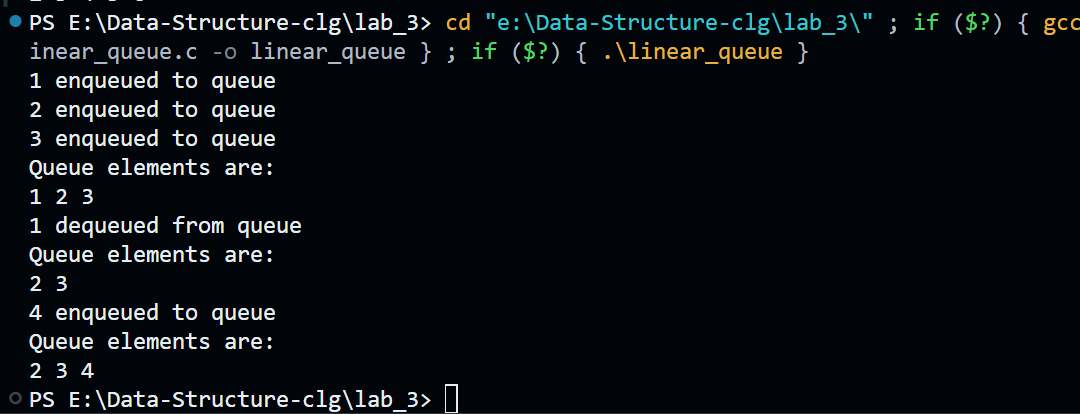 PS E:\Data-Structure-clg\lab_3> cd "e:\Data-Structure-clg\lab_3\" ; if ($?) { gcc
inear_queue.c -o linear_queue } ; if ($?) { .\linear_queue }
1 enqueued to queue
2 enqueued to queue
3 enqueued to queue
Queue elements are:
1 2 3
1 dequeued from queue
Queue elements are:
2 3
4 enqueued to queue
Queue elements are:
2 3 4
PS E:\Data-Structure-clg\lab_3>